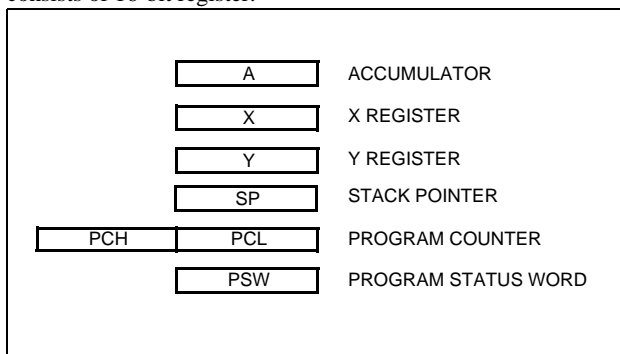 consists of 16-bit register.
A ACCUMULATOR
X X REGISTER
Y Y REGISTER
SP STACK POINTER
PCH PCL PROGRAM COUNTER
PSW PROGRAM STATUS WORD